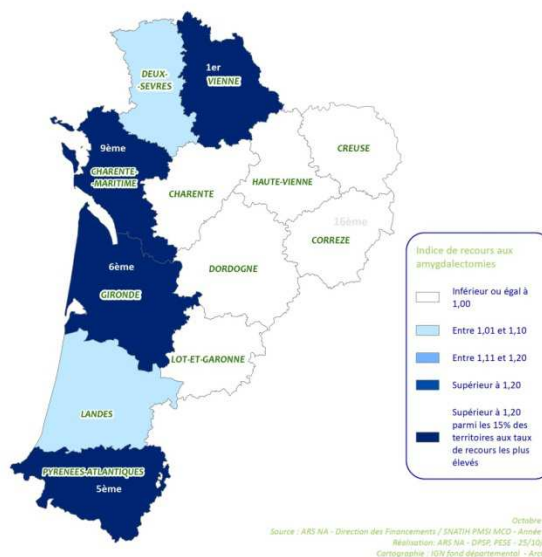 1er
VIENNE
DEUX-
-SEVRES
9ème
CHARENTE-
-MARITIME
CHARENTE
HAUTE-VIENNE
CREUSE
16ème
CORREZE
6ème
GIRONDE
DORDOGNE
LOT-ET-GARONNE
LANDES
PYRENEES-ATLANTIQUES
5ème
Indice de recours aux
amygdalectomies
Inférieur ou égal à
1,00
Entre 1,01 et 1,10
Entre 1,11 et 1,20
Supérieur à 1,20
Supérieur à 1,20
parmi les 15% des
territoires aux taux
de recours les plus
élevés
Octobre
Source : ARS NA - Direction des Financements / SNATIH PMSI MCO - Année
Réalisation: ARS NA - DPSP, PESE - 25/10/
Cartographie : IGN fond départemental - Arc